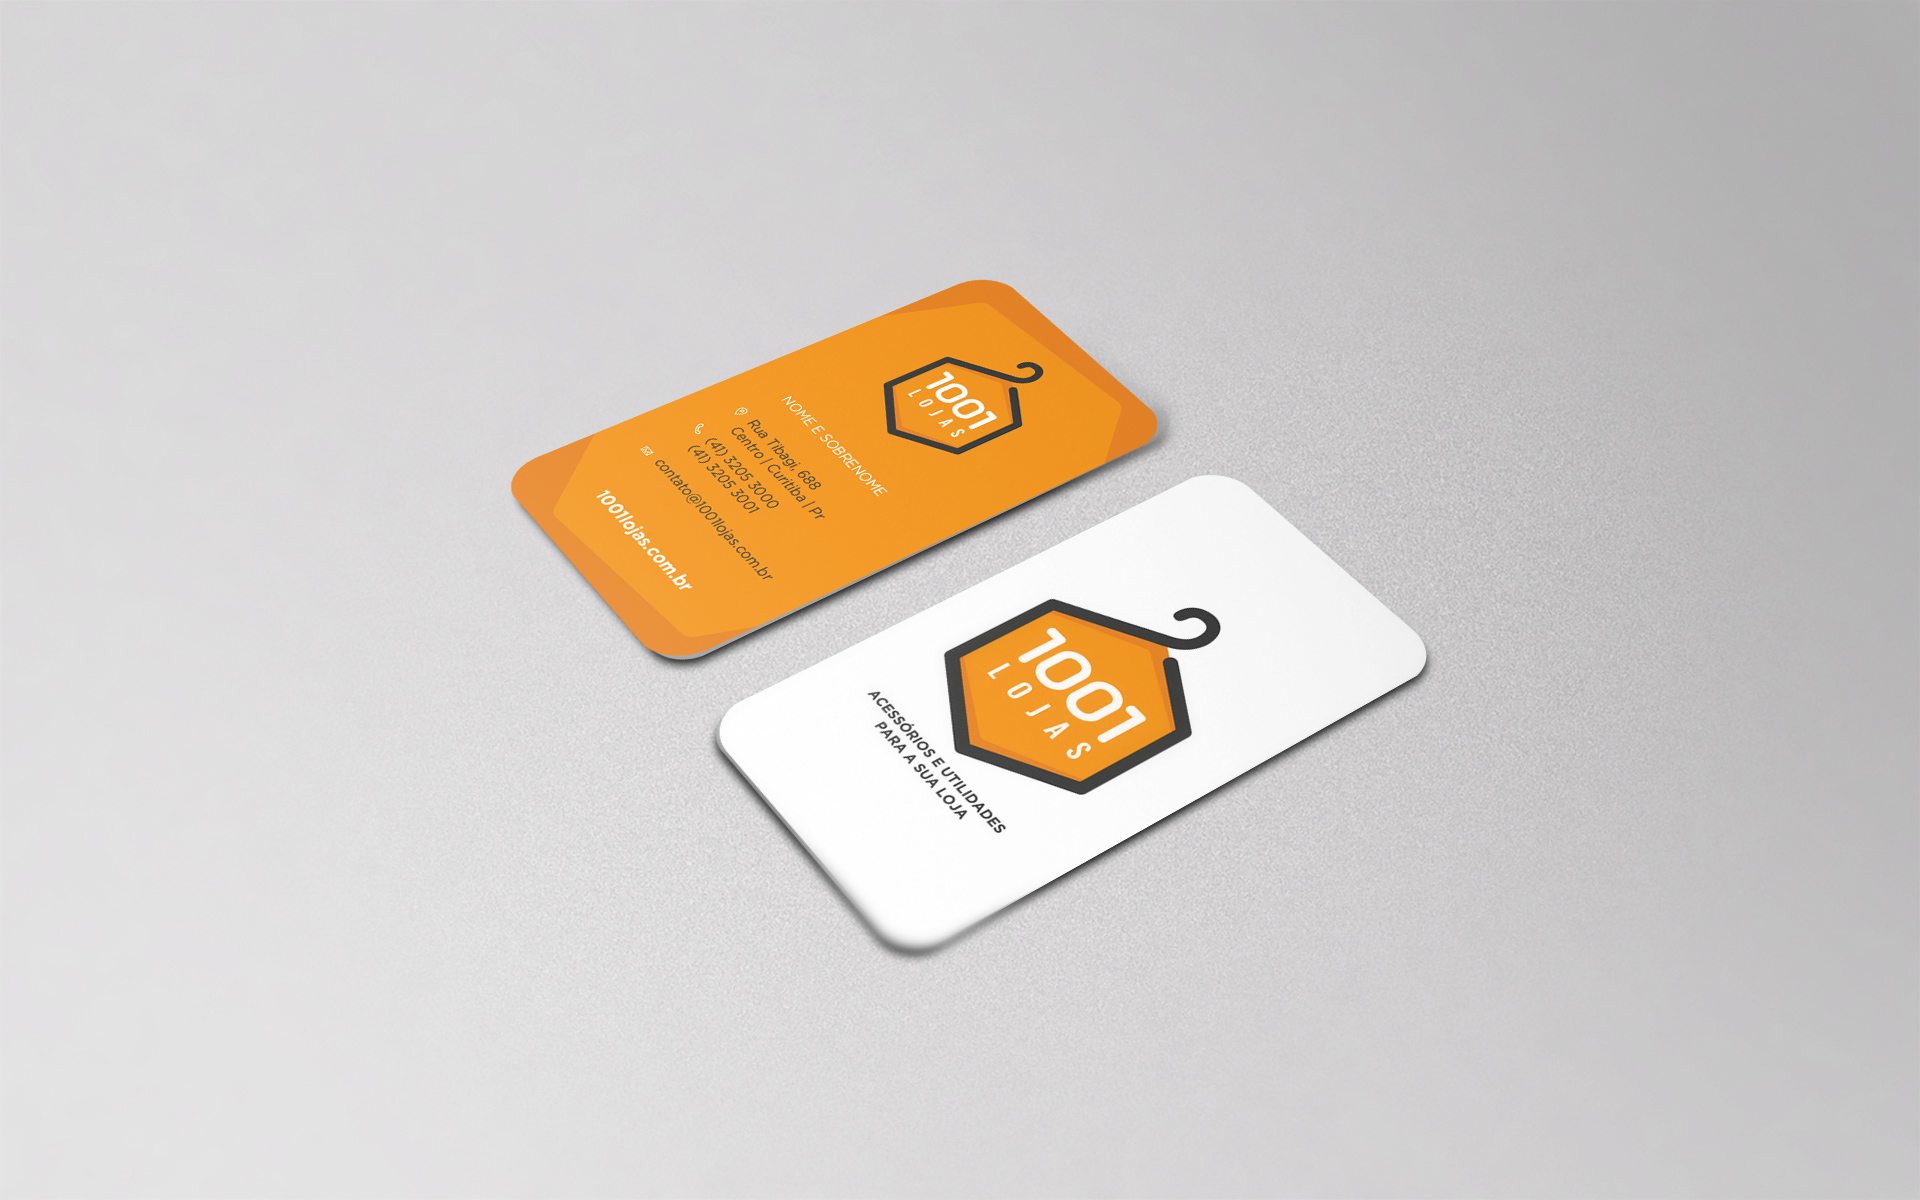 1001
LOJAS
NOME E SOBRENOME
Rua Tibagi, 688
Centro | Curitiba | Pr
(41) 3205 3000
(41) 3205 3001
contato@1001lojas.com.br
1001lojas.com.br
1001
LOJAS
ACESSÓRIOS E UTILIDADES
PARA A SUA LOJA